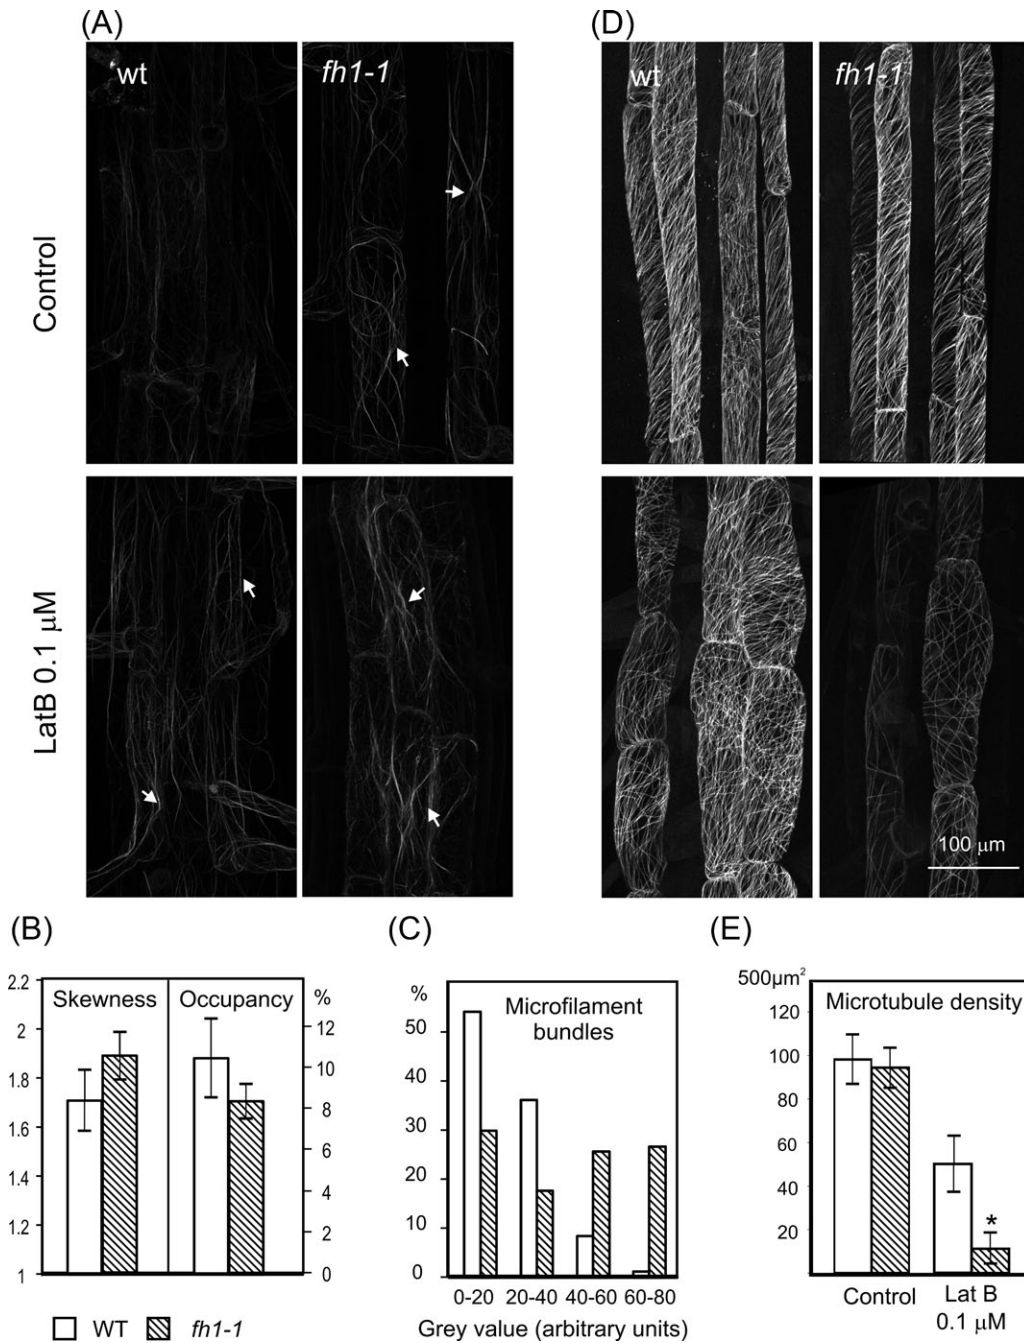 (A)
(D)
wt
fh1-1
wt
fh1-1
Control
LatB 0.1 μM
100 μm
(B)
(C)
(E)
2.2
2
1.8
1.6
1.4
1.2
1
Skewness
Occupancy
%
12
10
8
6
4
2
0
WT
fh1-1
%
50
40
30
20
10
0
Microfilament
bundles
0-20 20-40 40-60 60-80
Grey value (arbitrary units)
500μm²
120
100
80
60
40
20
Microtubule density
*
Control
Lat B
0.1 μM